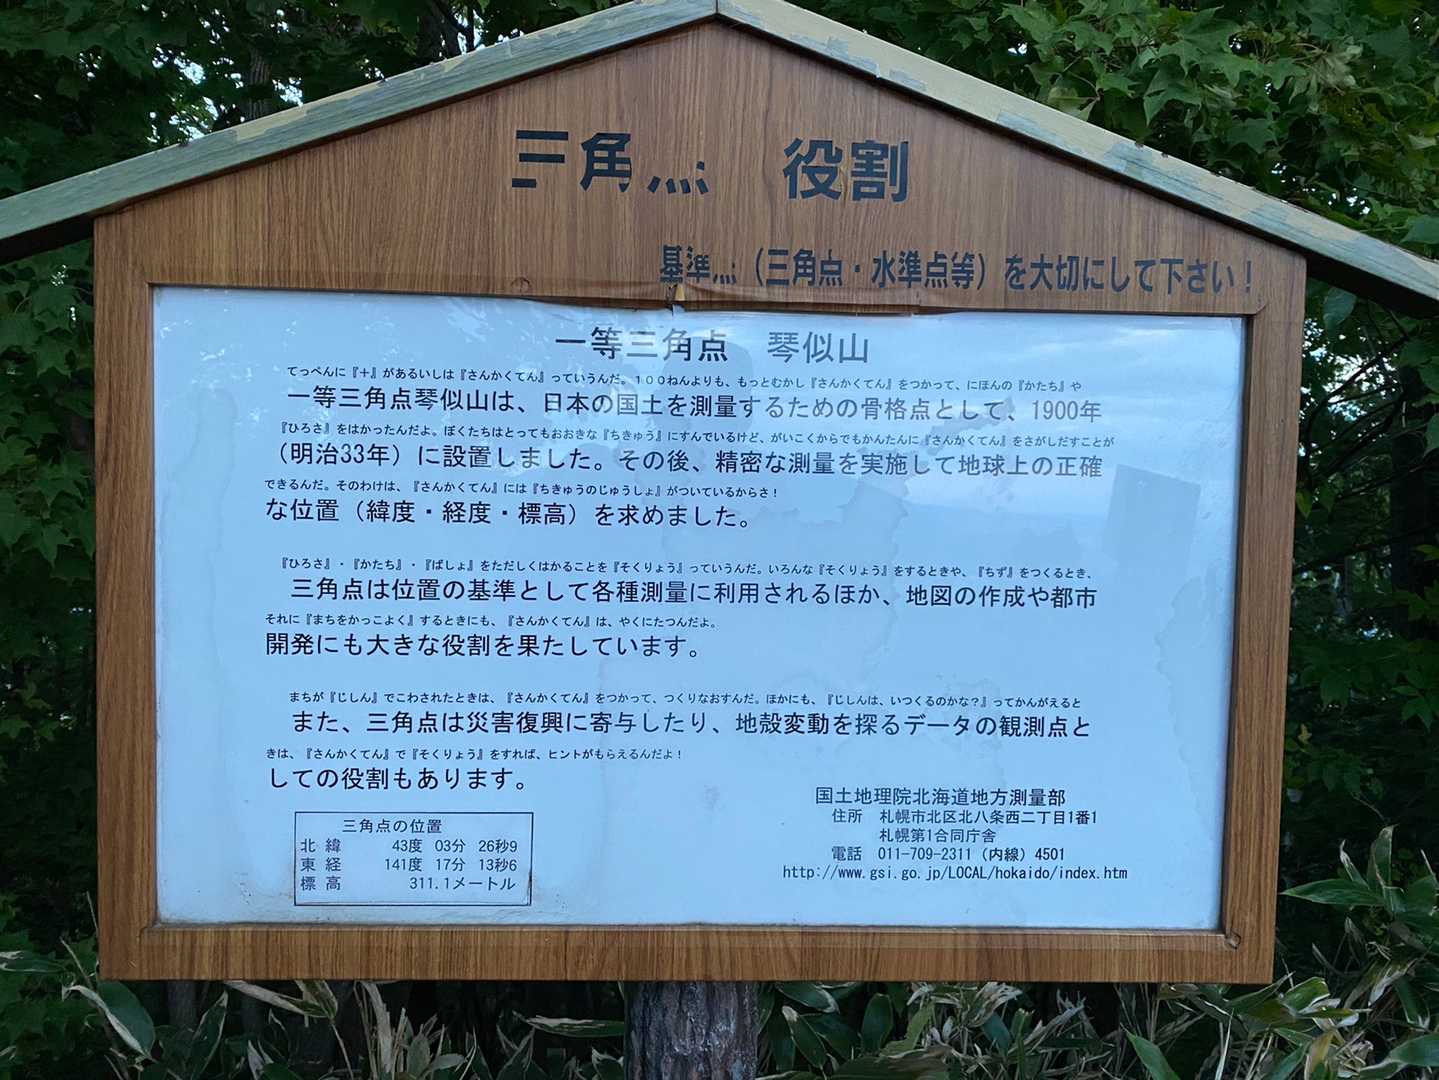 三角点 役割
基準点（三角点・水準点等）を大切にして下さい！
一等三角点 琴似山
てっぺんに『＋』があるいしは『さんかくてん』っていうんだ。１００ねんよりも、もっとむかし『さんかくてん』をつかって、にほんの『かたち』や
一等三角点琴似山は、日本の国土を測量するための骨格点として、1900年
『ひろさ』をはかったんだよ。ぼくたちはとってもおおきな『ちきゅう』にすんでいるけど、がいこくからでもかんたんに『さんかくてん』をさがしだすことが
（明治33年）に設置しました。その後、精密な測量を実施して地球上の正確
できるんだ。そのわけは、『さんかくてん』には『ちきゅうのじゅうしょ』がついているからさ！
な位置（緯度・経度・標高）を求めました。
『ひろさ』・『かたち』・『ばしょ』をただしくはかることを『そくりょう』っていうんだ。いろんな『そくりょう』をするときや、『ちず』をつくるとき、
三角点は位置の基準として各種測量に利用されるほか、地図の作成や都市
それに『まちをかっこよく』するときにも、『さんかくてん』は、やくにたつんだよ。
開発にも大きな役割を果たしています。
まちが『じしん』でこわされたときは、『さんかくてん』をつかって、つくりなおすんだ。ほかにも、『じしんは、いつくるのかな？』ってかんがえると
また、三角点は災害復興に寄与したり、地殻変動を探るデータの観測点と
きは、『さんかくてん』で『そくりょう』をすれば、ヒントがもらえるんだよ！
しての役割もあります。
三角点の位置
北緯 43度 03分 26秒9
東経 141度 17分 13秒6
標高 311.1メートル
国土地理院北海道地方測量部
住所 札幌市北区北八条西二丁目1番1
札幌第1合同庁舎
電話 011-709-2311（内線）4501
http://www.gsi.go.jp/LOCAL/hokaido/index.htm